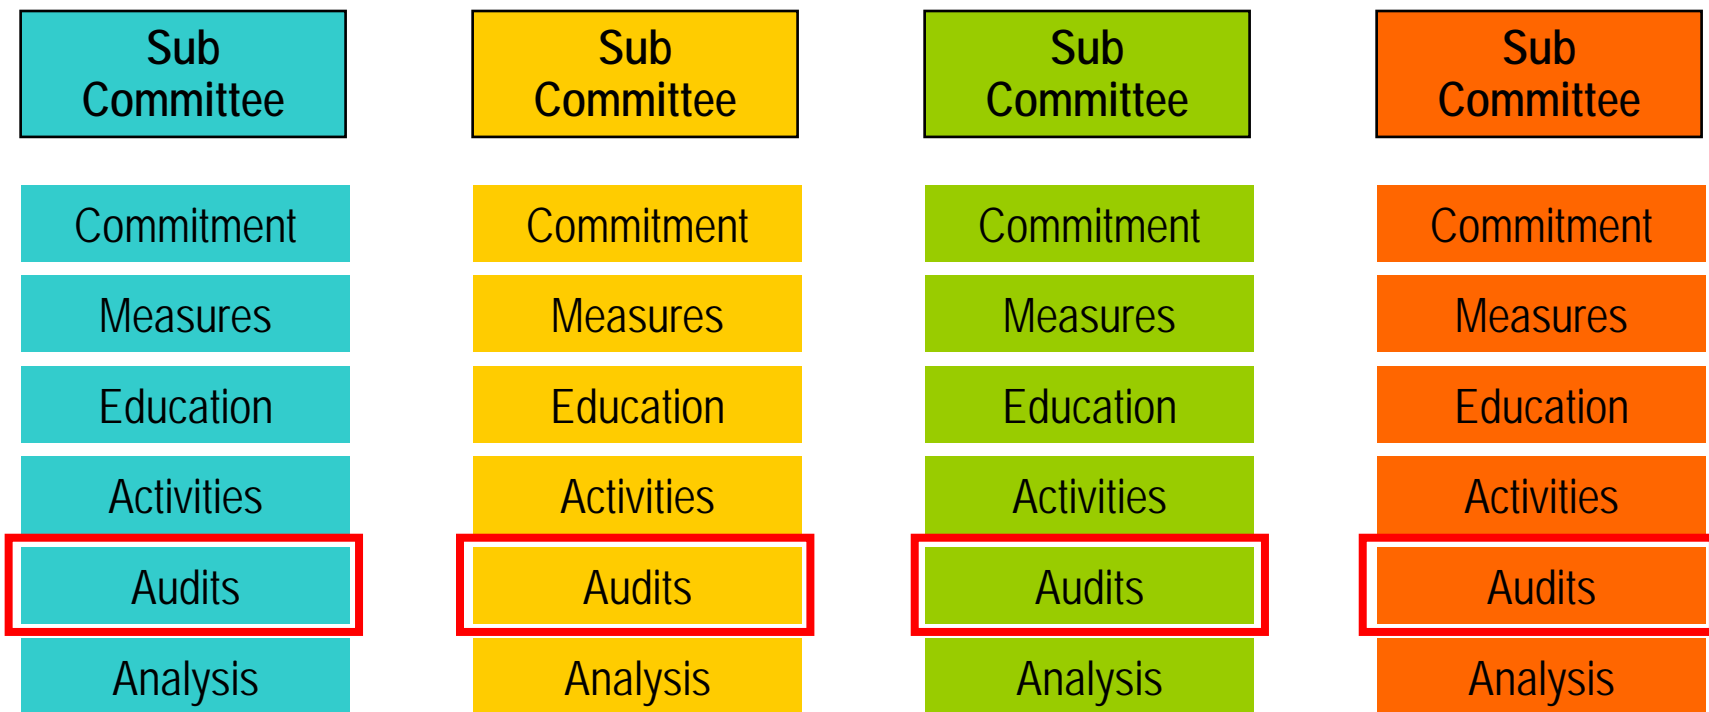 Sub
Committee
Commitment
Measures
Education
Activities
Audits
Analysis
Sub
Committee
Commitment
Measures
Education
Activities
Audits
Analysis
Sub
Committee
Commitment
Measures
Education
Activities
Audits
Analysis
Sub
Committee
Commitment
Measures
Education
Activities
Audits
Analysis